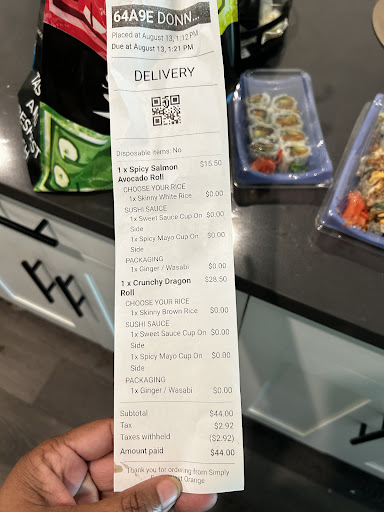 64A9E DONN...
Placed at August 13, 1:12 PM
Due at August 13, 1:21 PM
DELIVERY
Disposable items: No
1 x Spicy Salmon $15.50
Avocado Roll
CHOOSE YOUR RICE
1x Skinny White Rice $0.00
SUSHI SAUCE
1x Sweet Sauce Cup On $0.00
Side
1x Spicy Mayo Cup On $0.00
Side
PACKAGING
1x Ginger / Wasabi $0.00
1 x Crunchy Dragon $28.50
Roll
CHOOSE YOUR RICE
1x Skinny Brown Rice $0.00
SUSHI SAUCE
1x Sweet Sauce Cup On $0.00
Side
1x Spicy Mayo Cup On $0.00
Side
PACKAGING
1x Ginger / Wasabi $0.00
Subtotal $44.00
Tax $2.92
Taxes withheld ($2.92)
Amount paid $44.00
Thank you for ordering from Simply
Orange